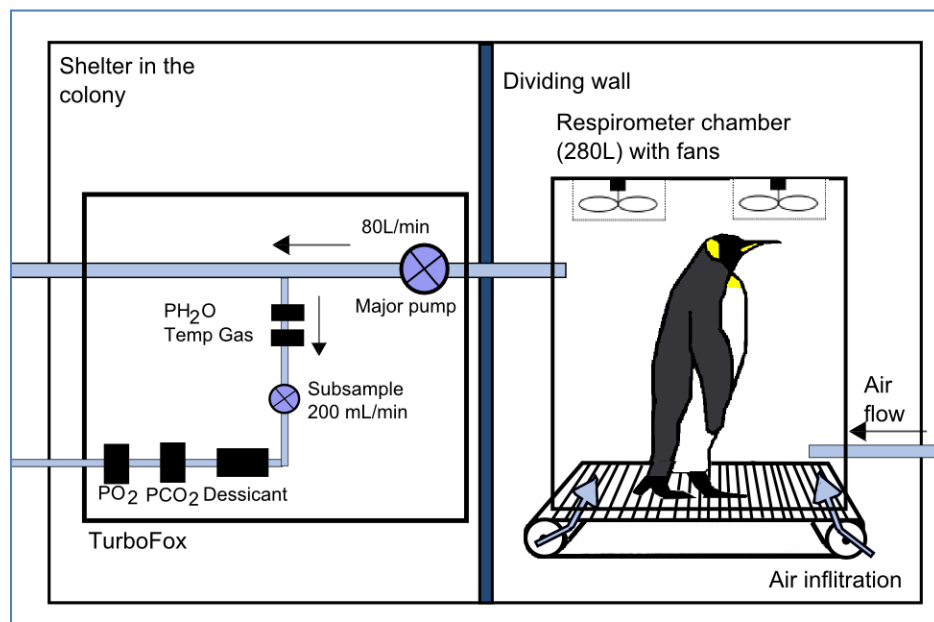 Shelter in the
colony
Dividing wall
Respirometer chamber
(280L) with fans
80L/min
PH2O
Temp Gas
Major pump
Subsample
200 mL/min
Air
flow
PO2
PCO2
Dessicant
TurboFox
Air inflitration